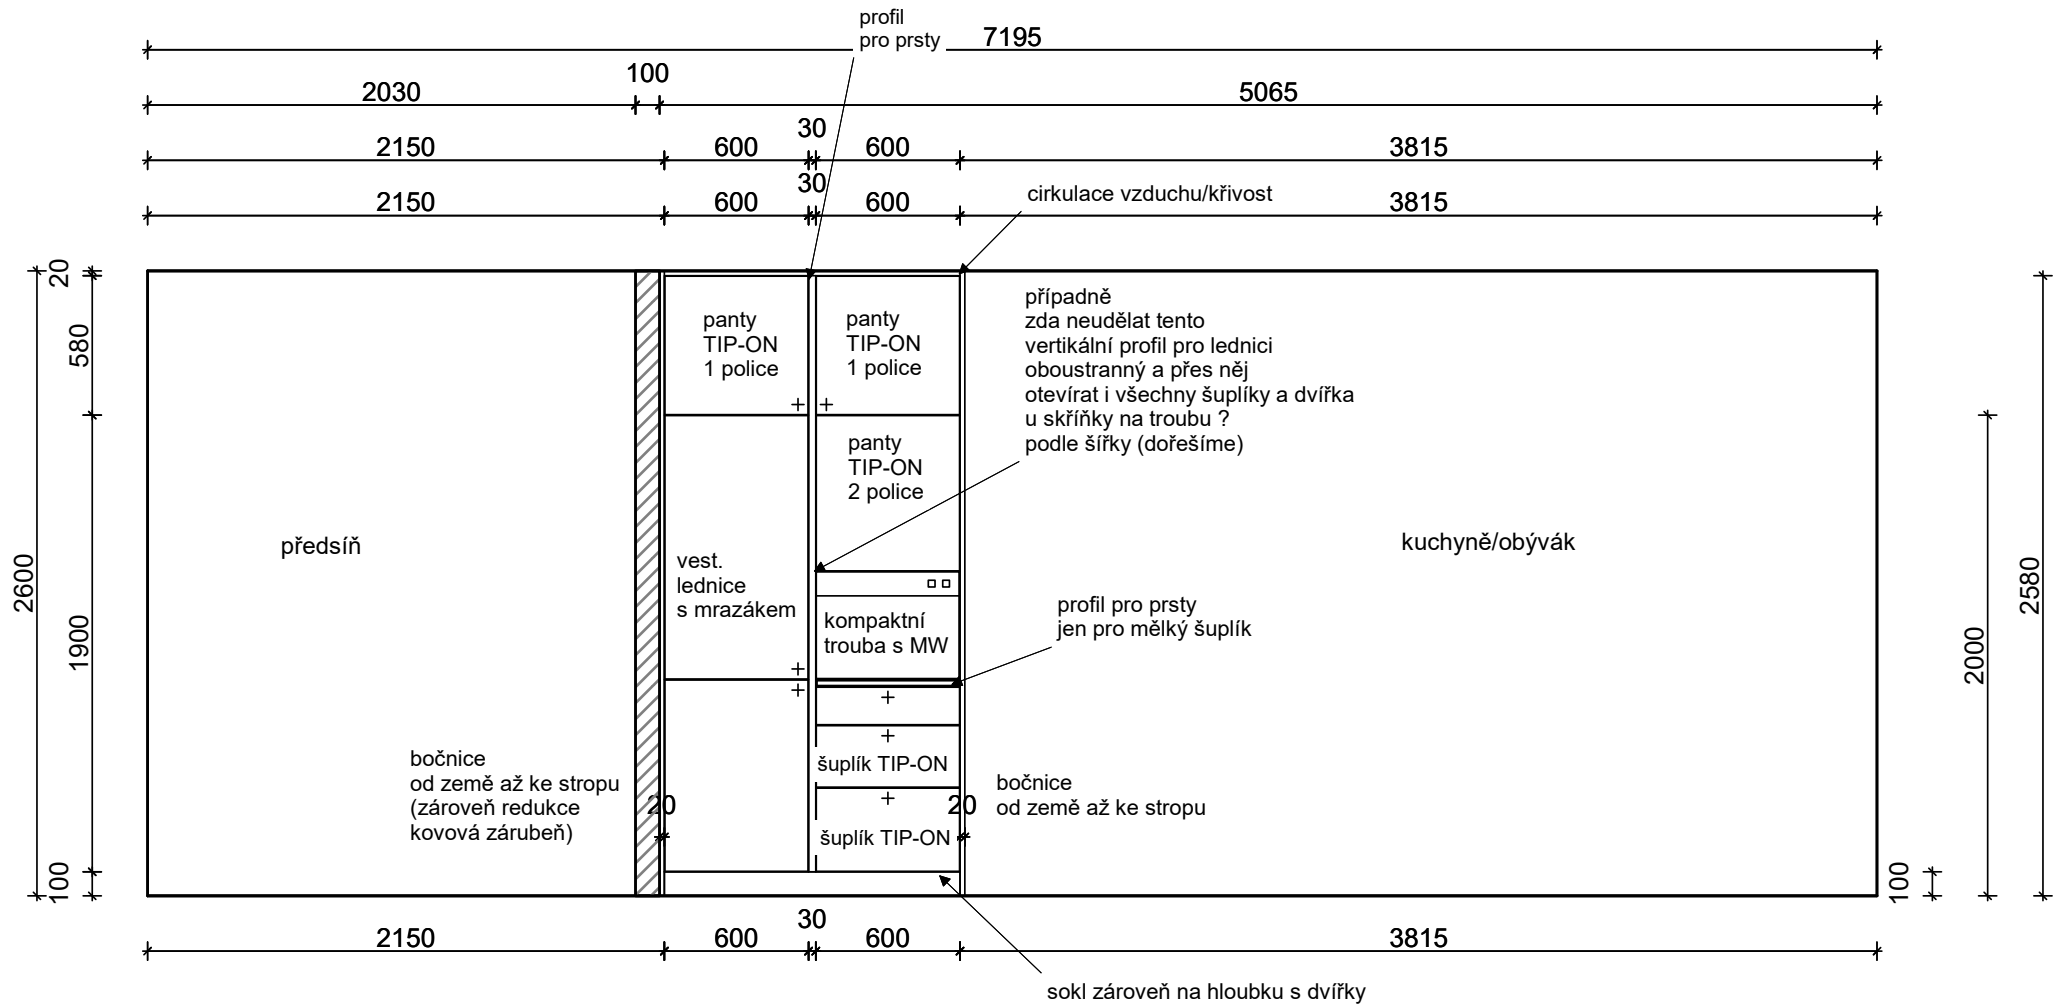 profil
pro prsty
7195
100
2030
5065
30
2150
600
600
3815
30
2150
600
600
3815
cirkulace vzduchu/křivost
20
580
1900
100
2600
panty
TIP-ON
1 police
panty
TIP-ON
1 police
případně
zda neudělat tento
vertikální profil pro lednici
oboustranný a přes něj
otevírat i všechny šuplíky a dvířka
u skříňky na troubu ?
podle šířky (dořešíme)
panty
TIP-ON
2 police
předsíň
kuchyně/obývák
vest.
lednice
s mrazákem
kompaktní
trouba s MW
profil pro prsty
jen pro mělký šuplík
bočnice
od země až ke stropu
(zároveň redukce
kovová zárubeň)
20
šuplík TIP-ON
šuplík TIP-ON
20
bočnice
od země až ke stropu
2580
2000
100
30
2150
600
600
3815
sokl zároveň na hloubku s dvířky